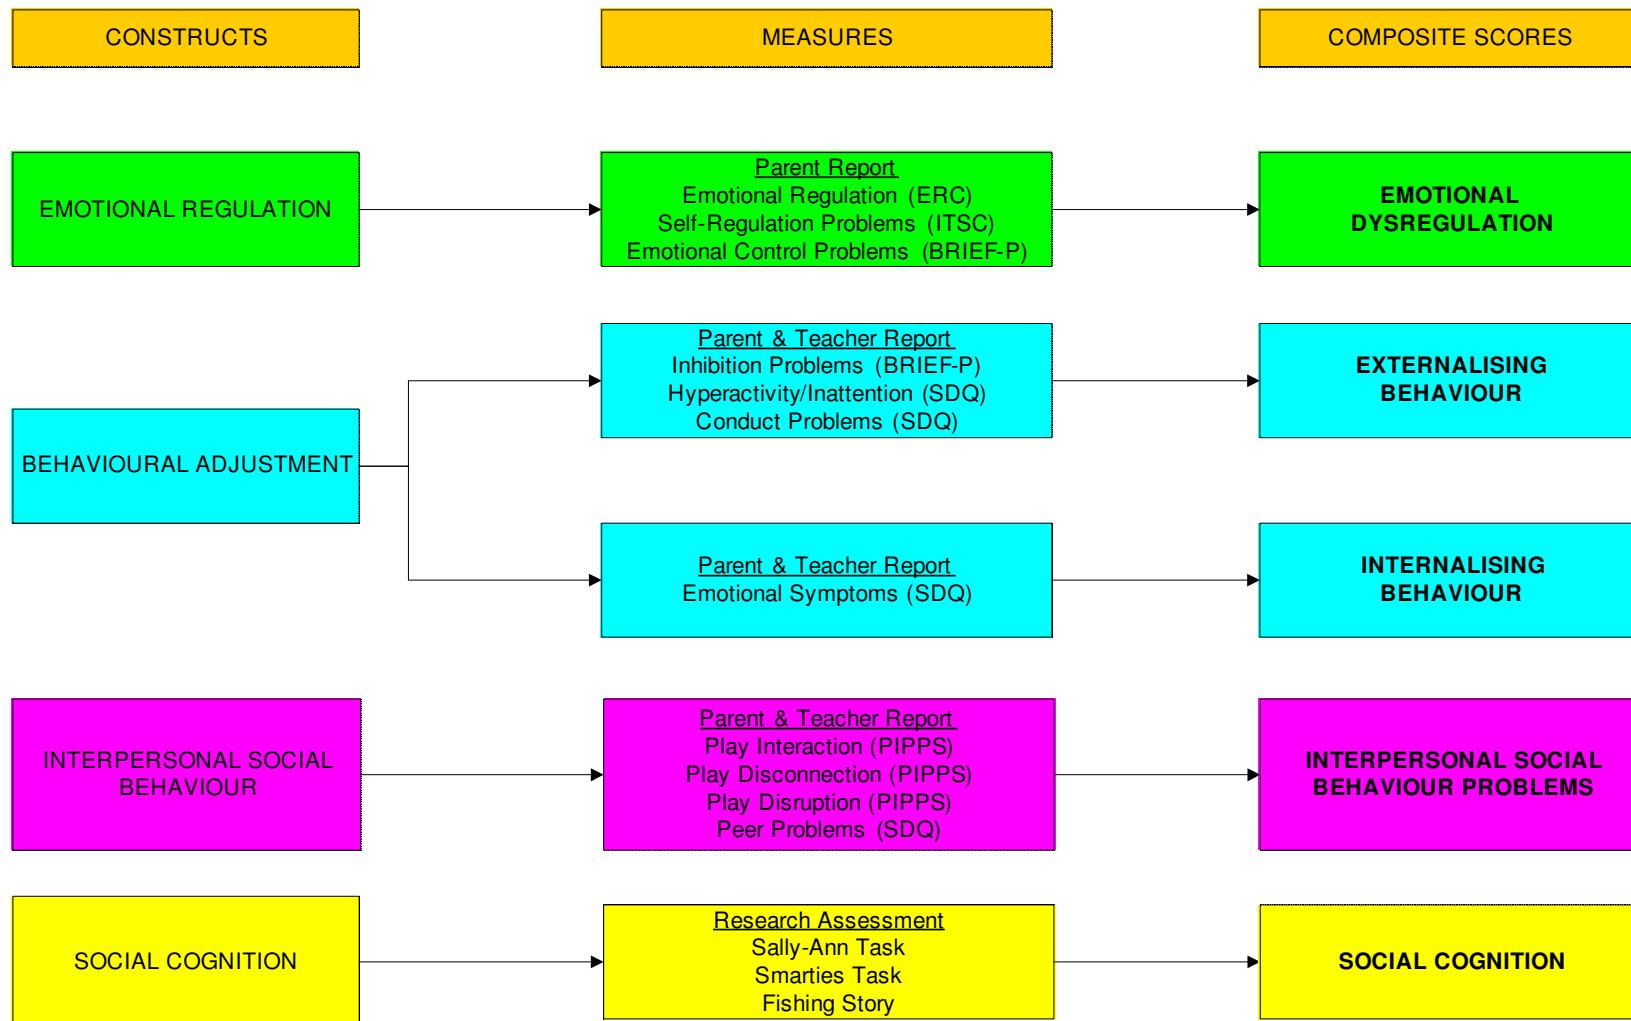 CONSTRUCTS
MEASURES
COMPOSITE SCORES
EMOTIONAL REGULATION
Parent Report
Emotional Regulation (ERC)
Self-Regulation Problems (ITSC)
Emotional Control Problems (BRIEF-P)
EMOTIONAL
DYSREGULATION
BEHAVIOURAL ADJUSTMENT
Parent & Teacher Report
Inhibition Problems (BRIEF-P)
Hyperactivity/Inattention (SDQ)
Conduct Problems (SDQ)
EXTERNALISING
BEHAVIOUR
Parent & Teacher Report
Emotional Symptoms (SDQ)
INTERNALISING
BEHAVIOUR
INTERPERSONAL SOCIAL
BEHAVIOUR
Parent & Teacher Report
Play Interaction (PIPPS)
Play Disconnection (PIPPS)
Play Disruption (PIPPS)
Peer Problems (SDQ)
INTERPERSONAL SOCIAL
BEHAVIOUR PROBLEMS
SOCIAL COGNITION
Research Assessment
Sally-Ann Task
Smarties Task
Fishing Story
SOCIAL COGNITION